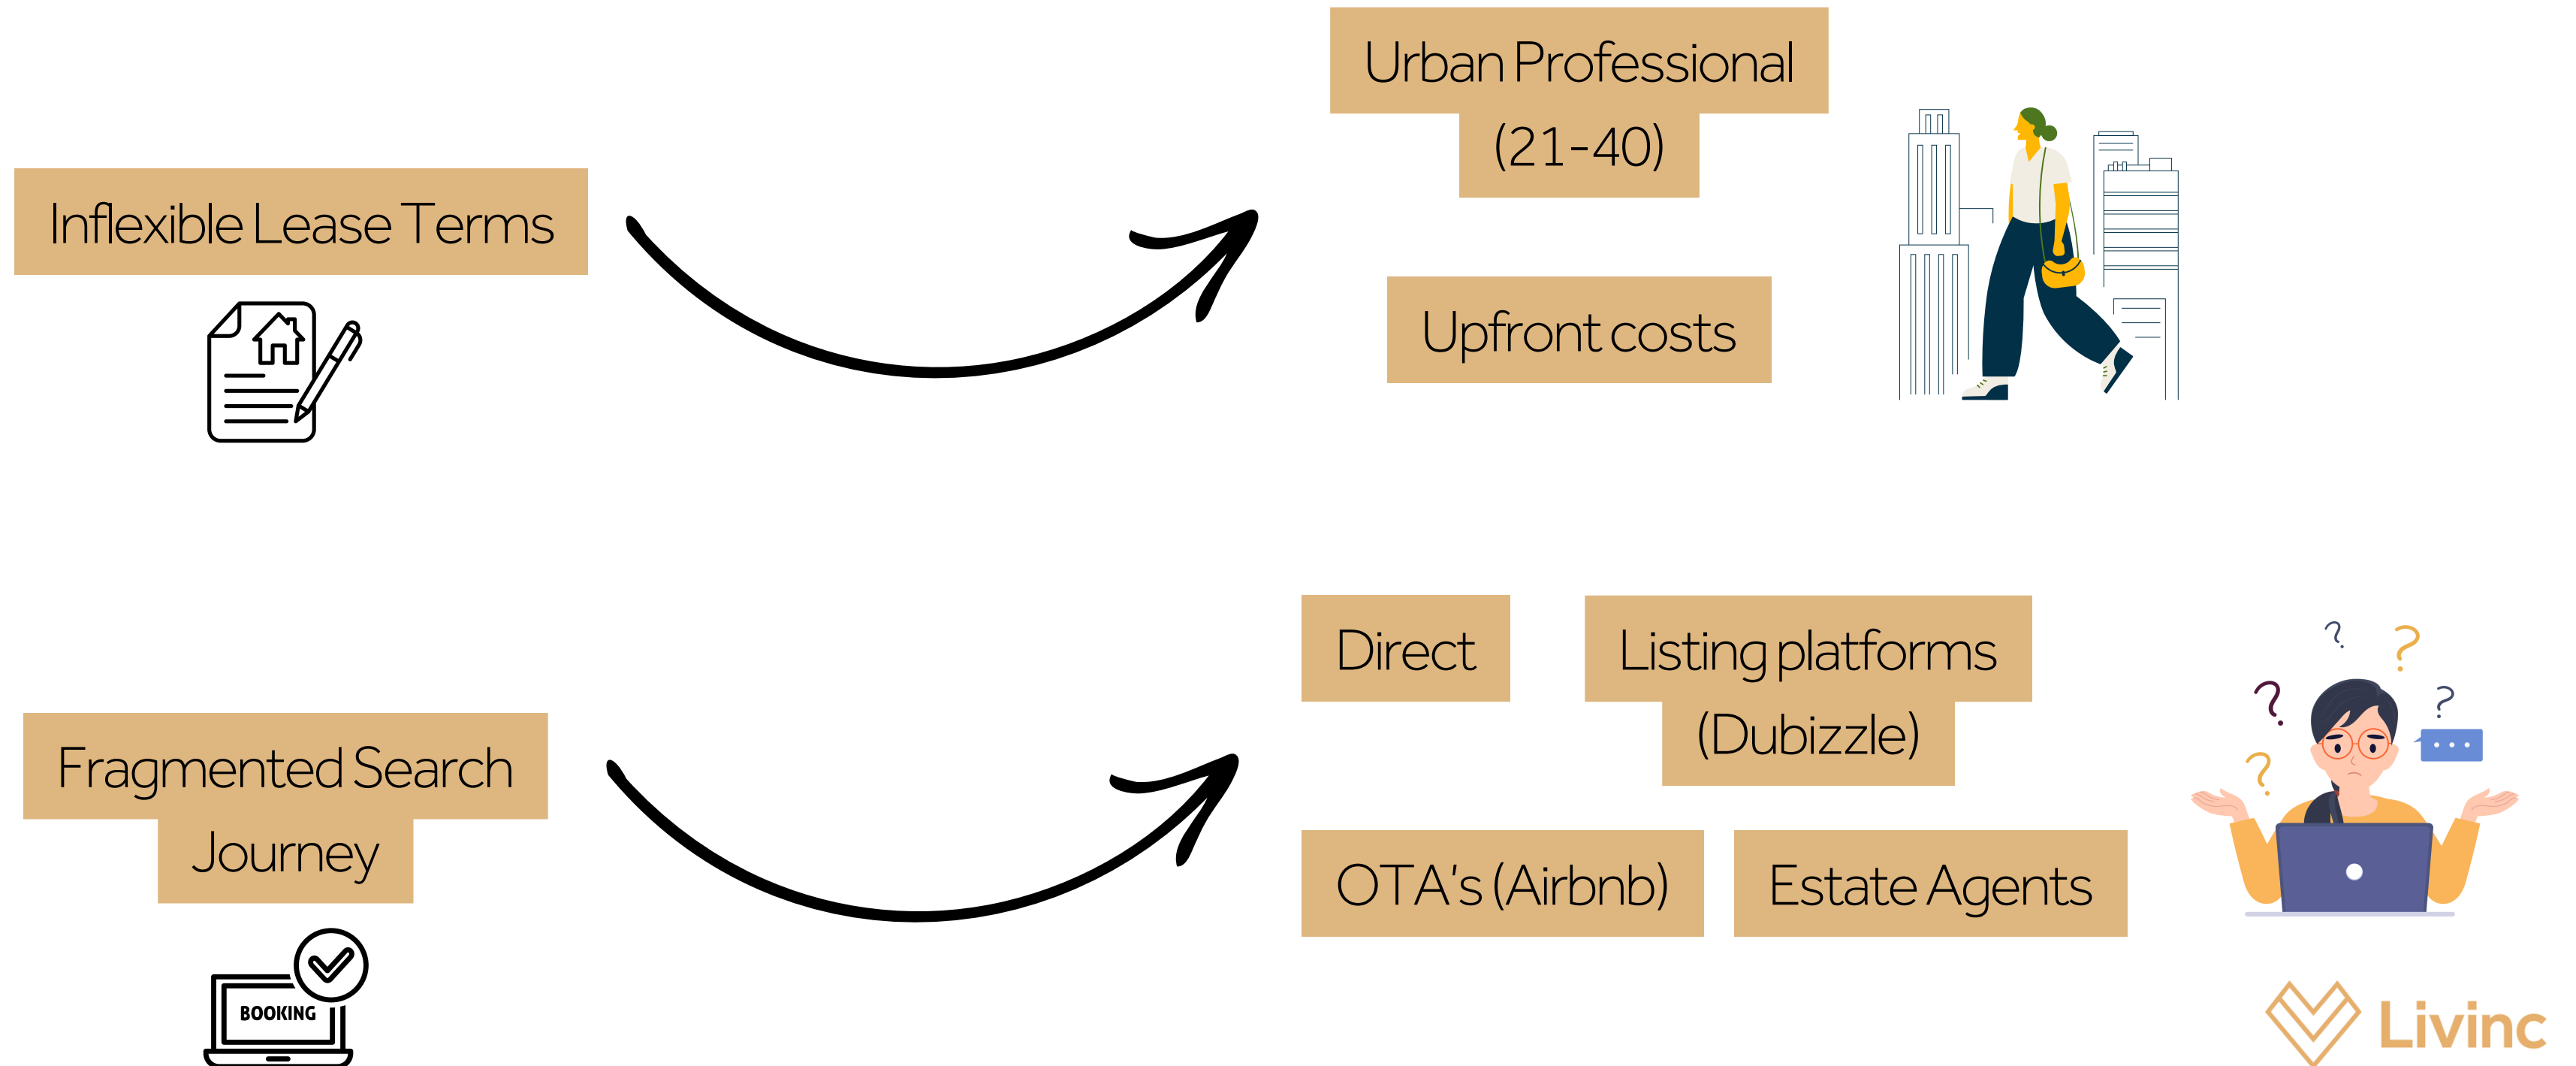 Urban Professional
(21-40)
Inflexible Lease Terms
Upfront costs
Direct
Listing platforms
(Dubizzle)
Fragmented Search
Journey
OTA's (Airbnb)
Estate Agents
BOOKING
Livinc